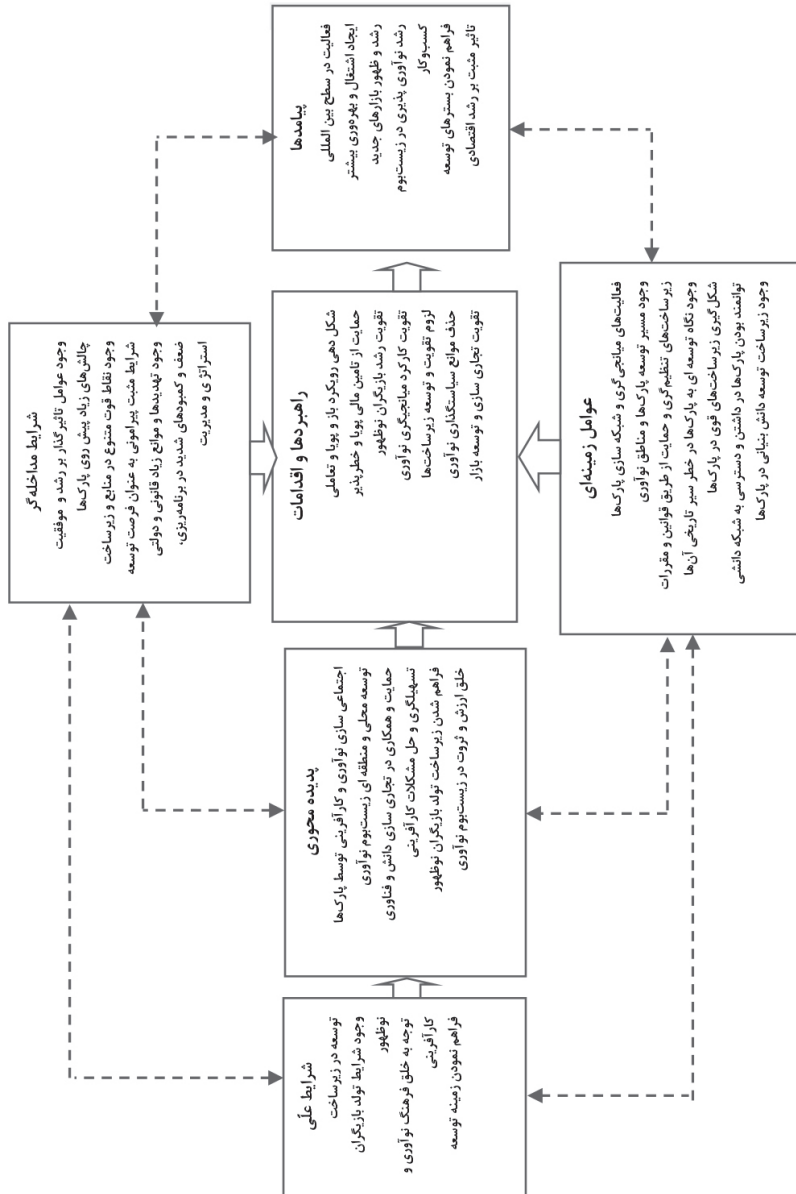 شرایط علّی
توسعه در زیرساخت
وجود شرایط تولد بازیگران
نوظهور
توجه به خلق فرهنگ نوآوری و
کارآفرینی
فراهم نمودن زمینه توسعه
پدیده محوری
اجتماعی سازی نوآوری و کارآفرینی توسط پارک‌ها
توسعه محلی و منطقه ای زیست‌بوم نوآوری
حمایت و همکاری در تجاری سازی دانش و فناوری
تسهیلگری و حل مشکلات کارآفرینی
فراهم شدن زیرساخت تولد بازیگران نوظهور
خلق ارزش و ثروت در زیست‌بوم نوآوری
شرایط مداخله‌گر
وجود عوامل تاثیرگذار بر رشد و موفقیت
چالش‌های زیاد پیش روی پارک‌ها
وجود نقاط قوت متنوع در منابع و زیرساخت
شرایط مثبت پیرامونی به عنوان فرصت توسعه
وجود تهدیدها و موانع زیاد قانونی و دولتی
ضعف و کمبودهای شدید در برنامه‌ریزی،
استراتژی و مدیریت
راهبردها و اقدامات
شکل دهی رویکرد باز و پویا و تعاملی
حمایت از تامین مالی پویا و خطرپذیر
تقویت رشد بازیگران نوظهور
تقویت کارکرد میانجیگری نوآوری
لزوم تقویت و توسعه زیرساخت‌ها
حذف موانع سیاستگذاری نوآوری
تقویت تجاری سازی و توسعه بازار
عوامل زمینه‌ای
فعالیت‌های میانجی گری و شبکه سازی پارک‌ها
وجود مسیر توسعه پارک‌ها و مناطق نوآوری
زیرساخت‌های تنظیم‌گری و حمایت از طریق قوانین و مقررات
وجود نگاه توسعه ای به پارک‌ها در خطر سیر تاریخی آن‌ها
شکل‌گیری زیرساخت‌های قوی در پارک‌ها
توانمند بودن پارک‌ها در داشتن و دسترسی به شبکه دانشی
وجود زیرساخت توسعه دانش بنیانی در پارک‌ها
پیامدها
فعالیت در سطح بین المللی
ایجاد اشتغال و بهره‌وری بیشتر
رشد و ظهور بازارهای جدید
رشد نوآوری پذیری در زیست‌بوم
کسب‌وکار
فراهم نمودن بسترهای توسعه
تاثیر مثبت بر رشد اقتصادی